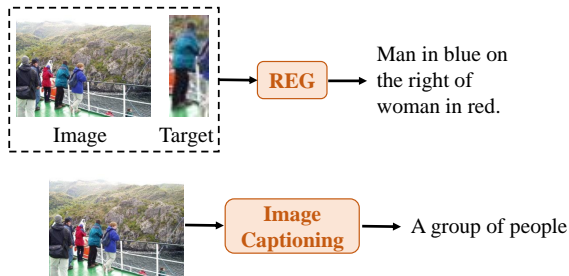 Image
Target
REG
Man in blue on
the right of
woman in red.
Image
Captioning
A group of people